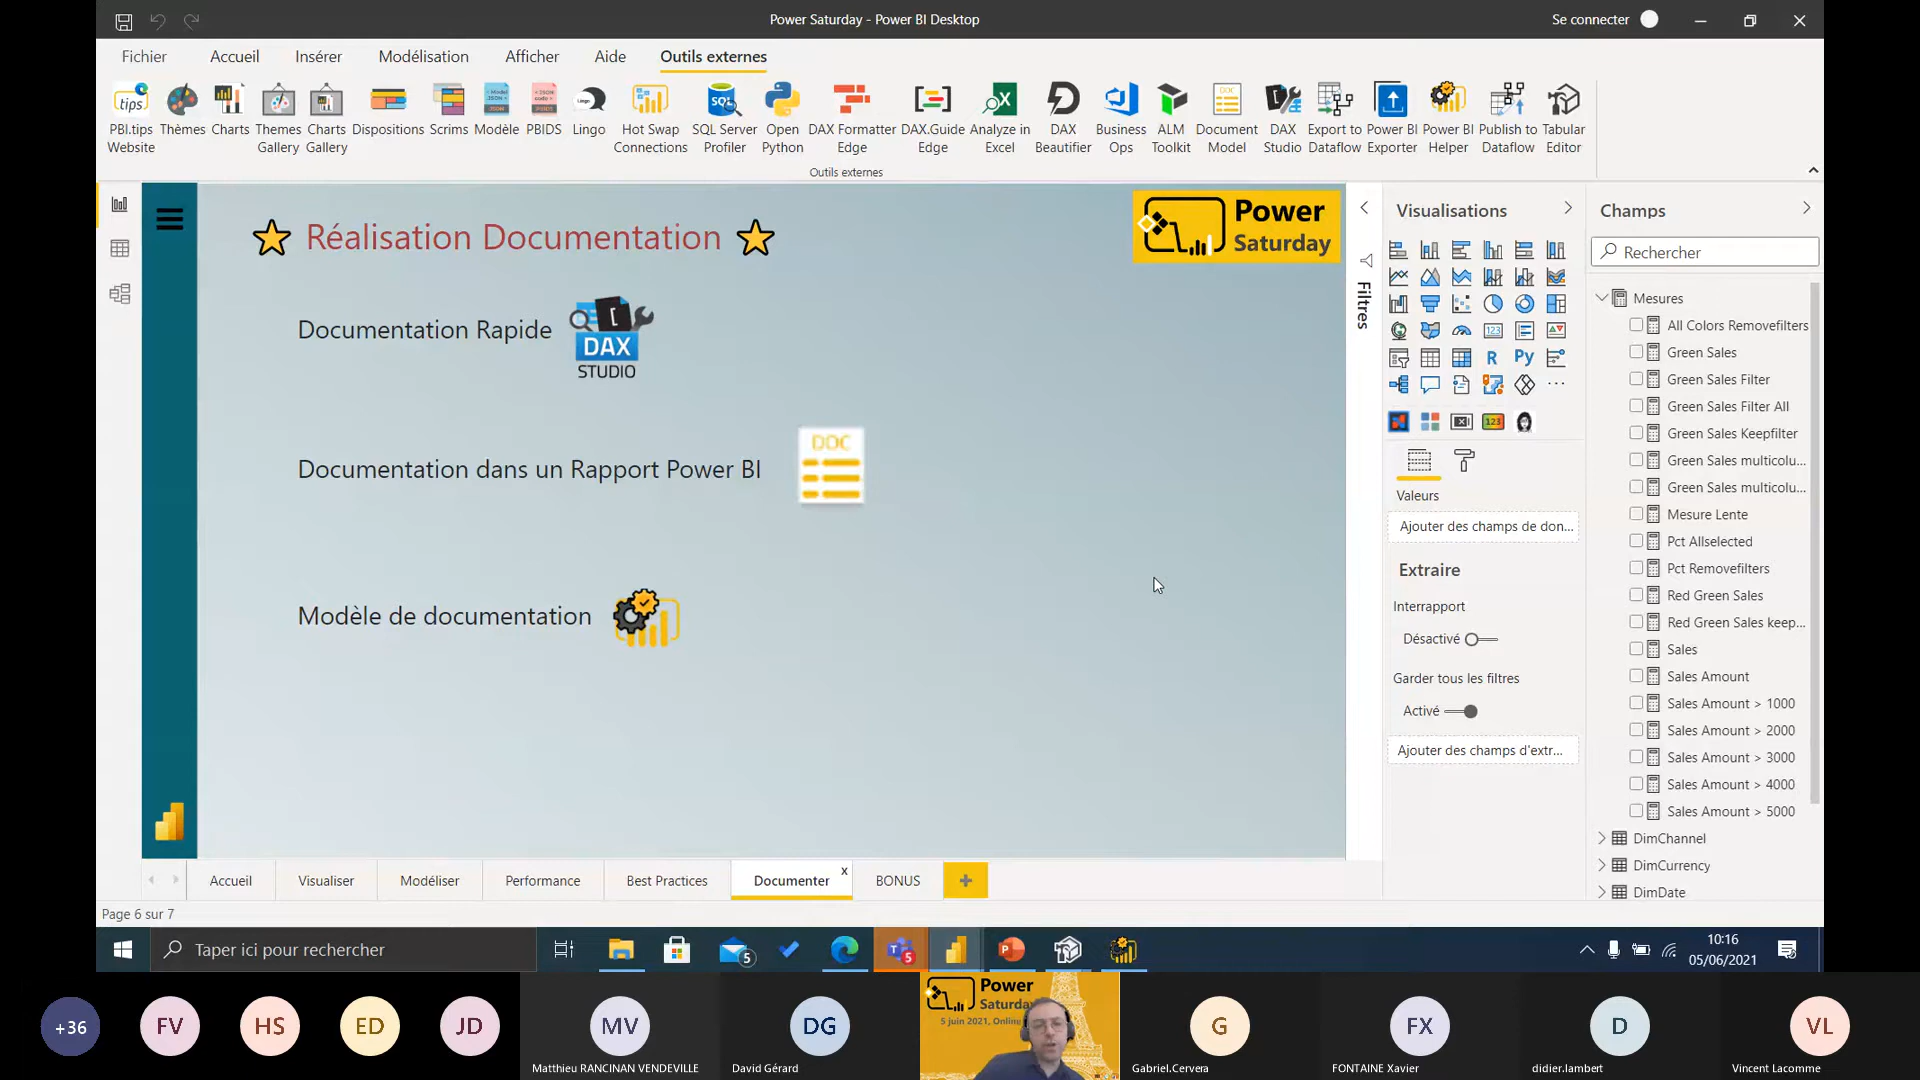 Power Saturday - Power BI Desktop
Se connecter
Fichier
Accueil
Insérer
Modélisation
Afficher
Aide
Outils externes
PBI.tips Website
Thèmes
Charts
Themes Gallery
Charts Gallery
Dispositions
Scrims
Modèle
PBIDS
Lingo
Hot Swap Connections
SQL Server Profiler
Open Python
DAX Formatter Edge
DAX.Guide Edge
Analyze in Excel
DAX Beautifier
Business Ops
ALM Toolkit
Document Model
DAX Studio
Export to Dataflow
Power BI Exporter
Power BI Helper
Publish to Dataflow
Tabular Editor
Outils externes
Réalisation Documentation
Power
Saturday
Documentation Rapide
DAX
STUDIO
Documentation dans un Rapport Power BI
DOC
Modèle de documentation
Filtres
Visualisations
Valeurs
Ajouter des champs de don...
Extraire
Interrapport
Désactivé
Garder tous les filtres
Activé
Ajouter des champs d'extr...
Champs
Rechercher
Mesures
All Colors Removefilters
Green Sales
Green Sales Filter
Green Sales Filter All
Green Sales Keepfilter
Green Sales multicolu...
Green Sales multicolu...
Mesure Lente
Pct Allselected
Pct Removefilters
Red Green Sales
Red Green Sales keep...
Sales
Sales Amount
Sales Amount > 1000
Sales Amount > 2000
Sales Amount > 3000
Sales Amount > 4000
Sales Amount > 5000
DimChannel
DimCurrency
DimDate
Accueil
Visualiser
Modéliser
Performance
Best Practices
Documenter
x
BONUS
+
Page 6 sur 7
Taper ici pour rechercher
5
5
10:16
05/06/2021
+36
FV
HS
ED
JD
MV
Matthieu RANCINAN VENDEVILLE
DG
David Gérard
Power
Saturday
5 juin 2021, Online
G
Gabriel.Cervera
FX
FONTAINE Xavier
D
didier.lambert
VL
Vincent Lacomme